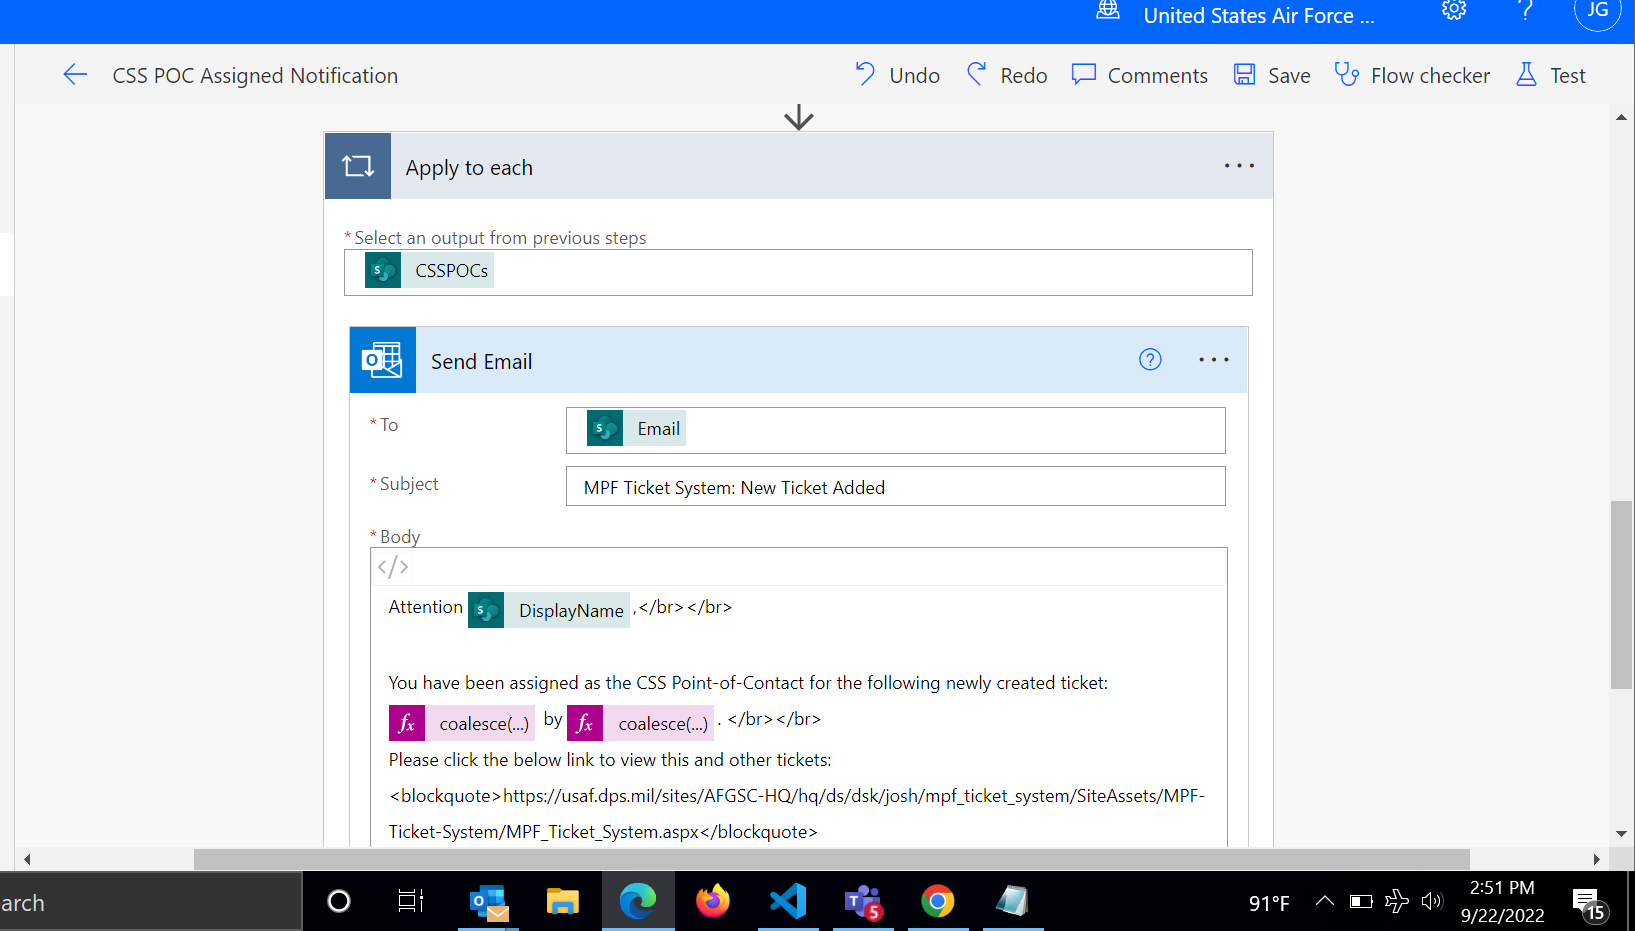 United States Air Force ...
JG
CSS POC Assigned Notification
Undo
Redo
Comments
Save
Flow checker
Test
Apply to each
...
* Select an output from previous steps
S CSSPOCs
Send Email
?
...
* To
S Email
* Subject
MPF Ticket System: New Ticket Added
* Body
</>
Attention S DisplayName ,</br></br>
You have been assigned as the CSS Point-of-Contact for the following newly created ticket:
fx coalesce(...) by fx coalesce(...) . </br></br>
Please click the below link to view this and other tickets:
<blockquote>https://usaf.dps.mil/sites/AFGSC-HQ/hq/ds/dsk/josh/mpf_ticket_system/SiteAssets/MPF-
Ticket-System/MPF_Ticket_System.aspx</blockquote>
arch
5
91°F
2:51 PM
9/22/2022
15